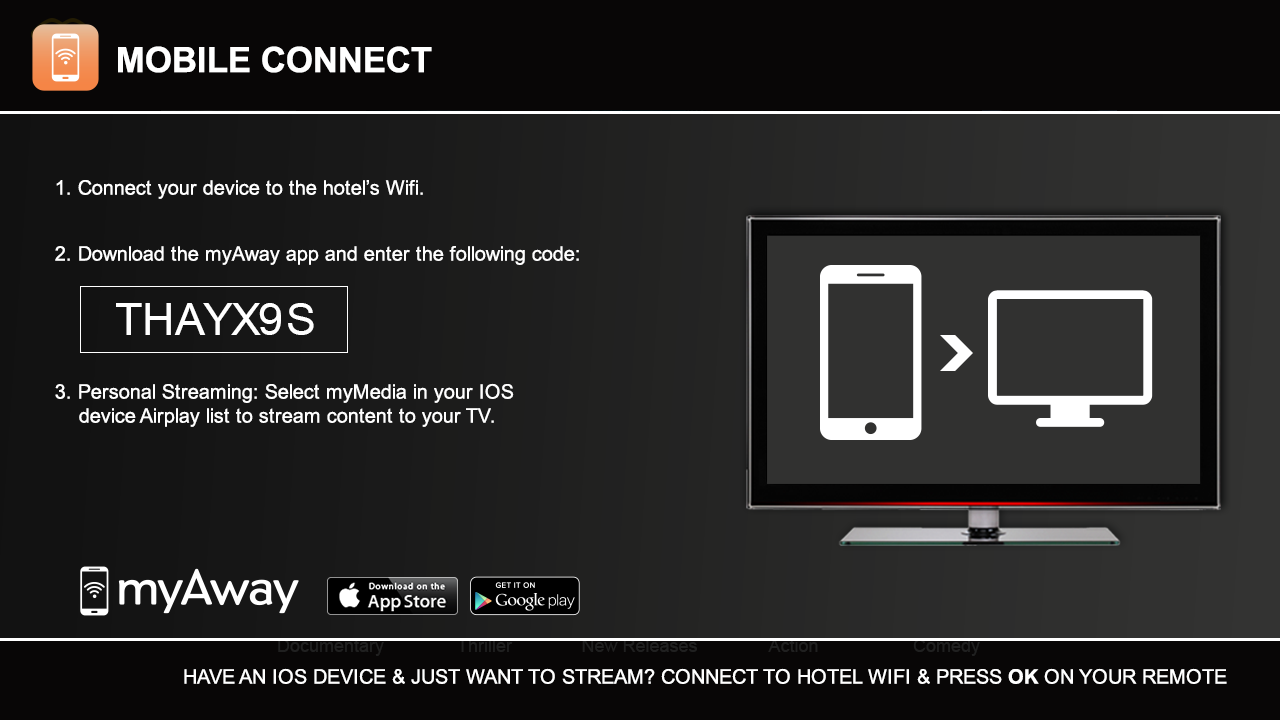 MOBILE CONNECT
1. Connect your device to the hotel's Wifi.
2. Download the myAway app and enter the following code:
THAYX9S
3. Personal Streaming: Select myMedia in your IOS
device Airplay list to stream content to your TV.
myAway
Download on the
App Store
GET IT ON
Google play
Documentary Thriller New Releases Action Comedy
HAVE AN IOS DEVICE & JUST WANT TO STREAM? CONNECT TO HOTEL WIFI & PRESS OK ON YOUR REMOTE